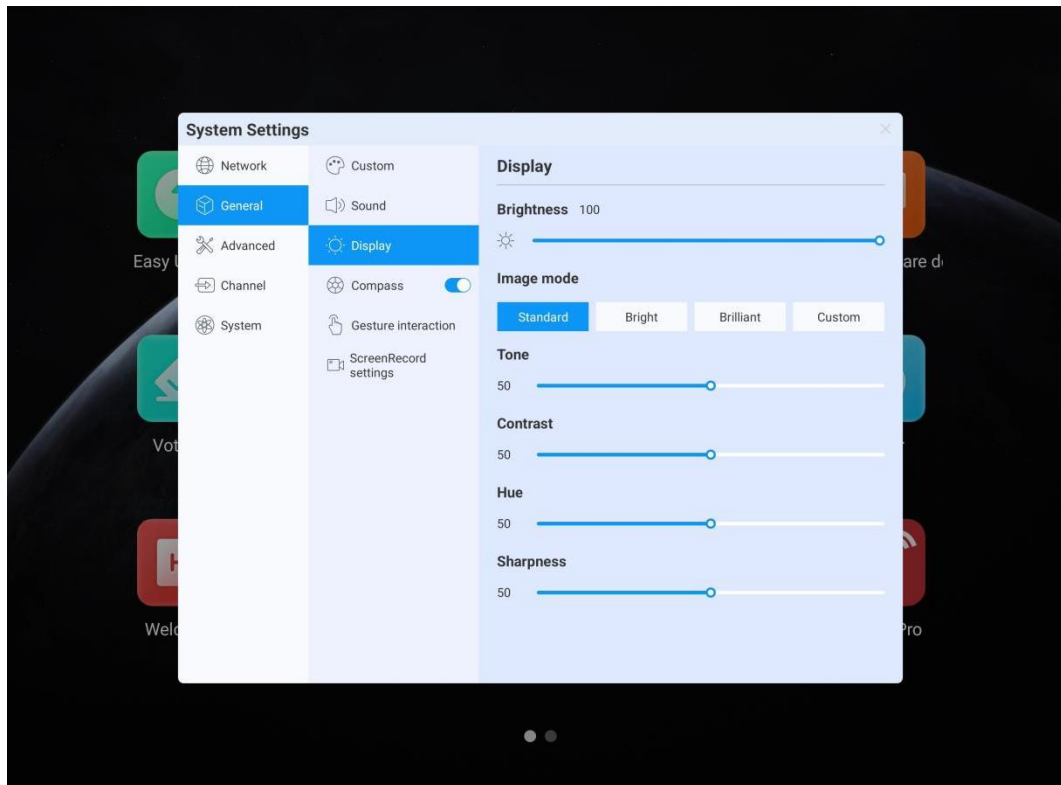 System Settings
Network
General
Advanced
Channel
System
Custom
Sound
Display
Compass
Gesture interaction
ScreenRecord
settings
Display
Brightness 100
Image mode
Standard Bright Brilliant Custom
Tone
50
Contrast
50
Hue
50
Sharpness
50
Easy
are d
Vot
Welc
Pro